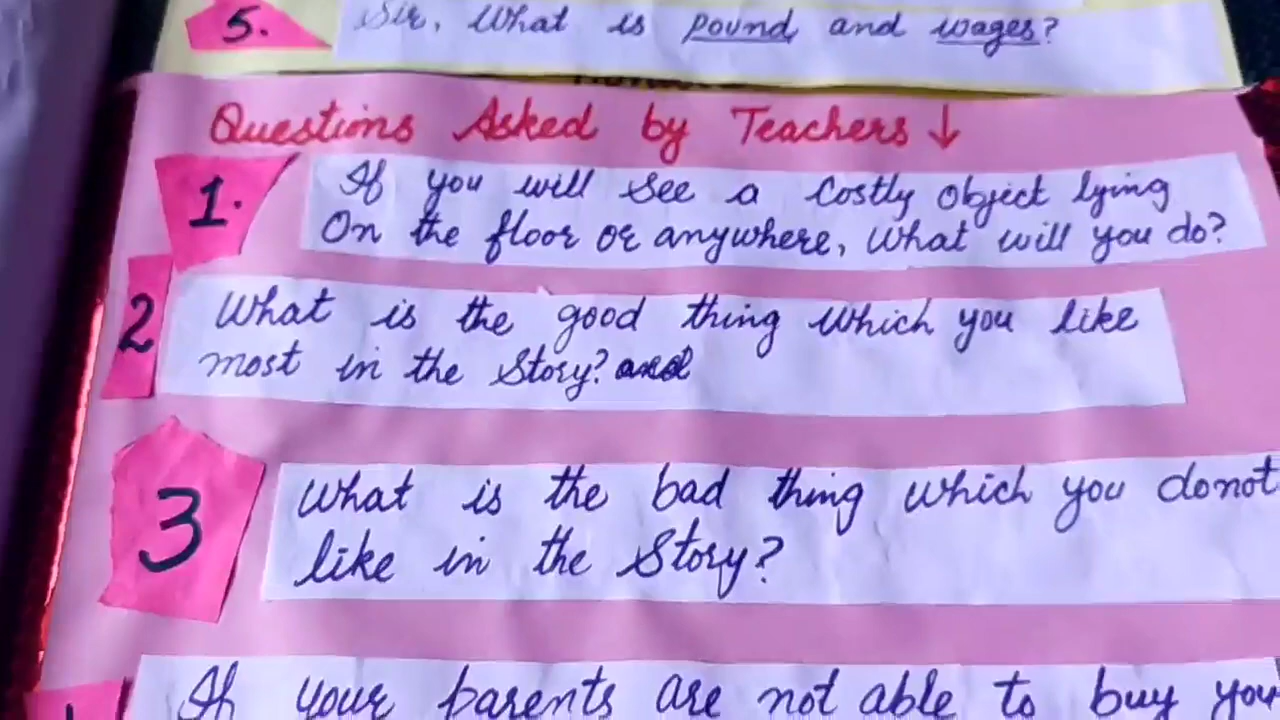 5. Sir, What is pound and wages?
Questions Asked by Teachers ↓
1. If you will see a Costly Object lying
On the floor or anywhere, What will you do?
2 What is the good thing which you like
most in the Story? and
3 What is the bad thing which you donot
like in the Story?
If your parents are not able to buy you